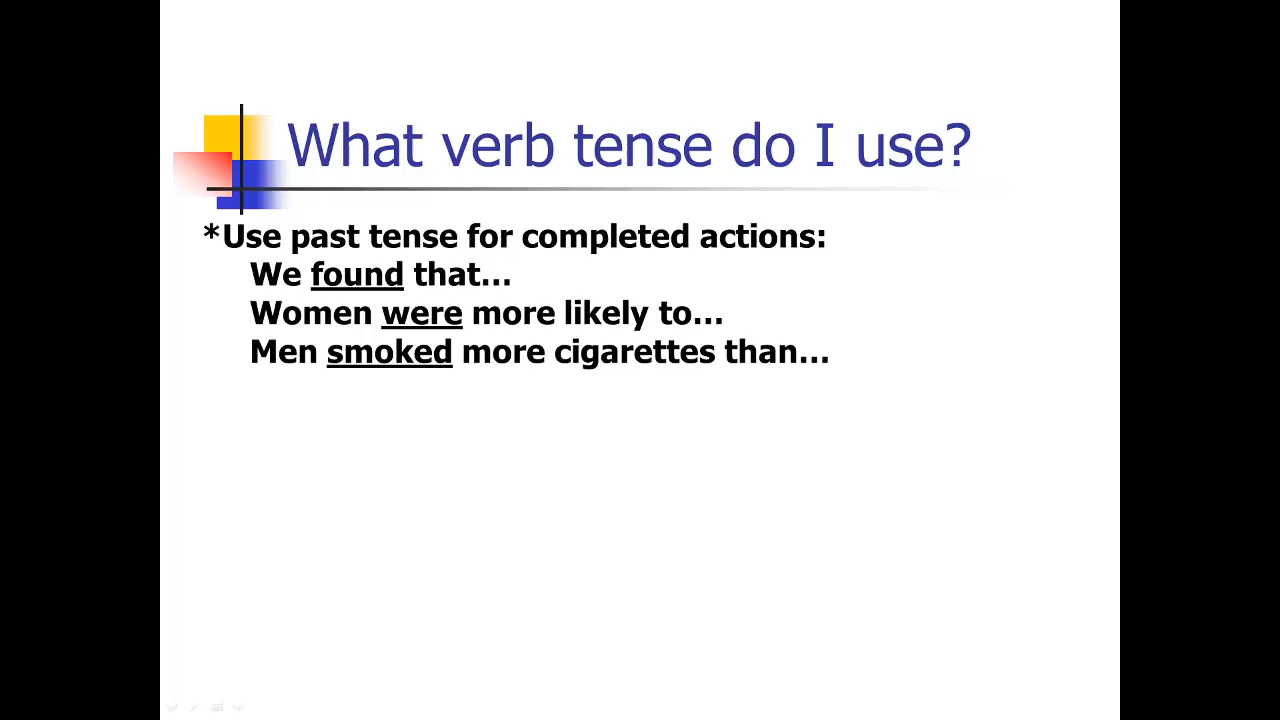 What verb tense do I use?
*Use past tense for completed actions:
We found that…
Women were more likely to…
Men smoked more cigarettes than…